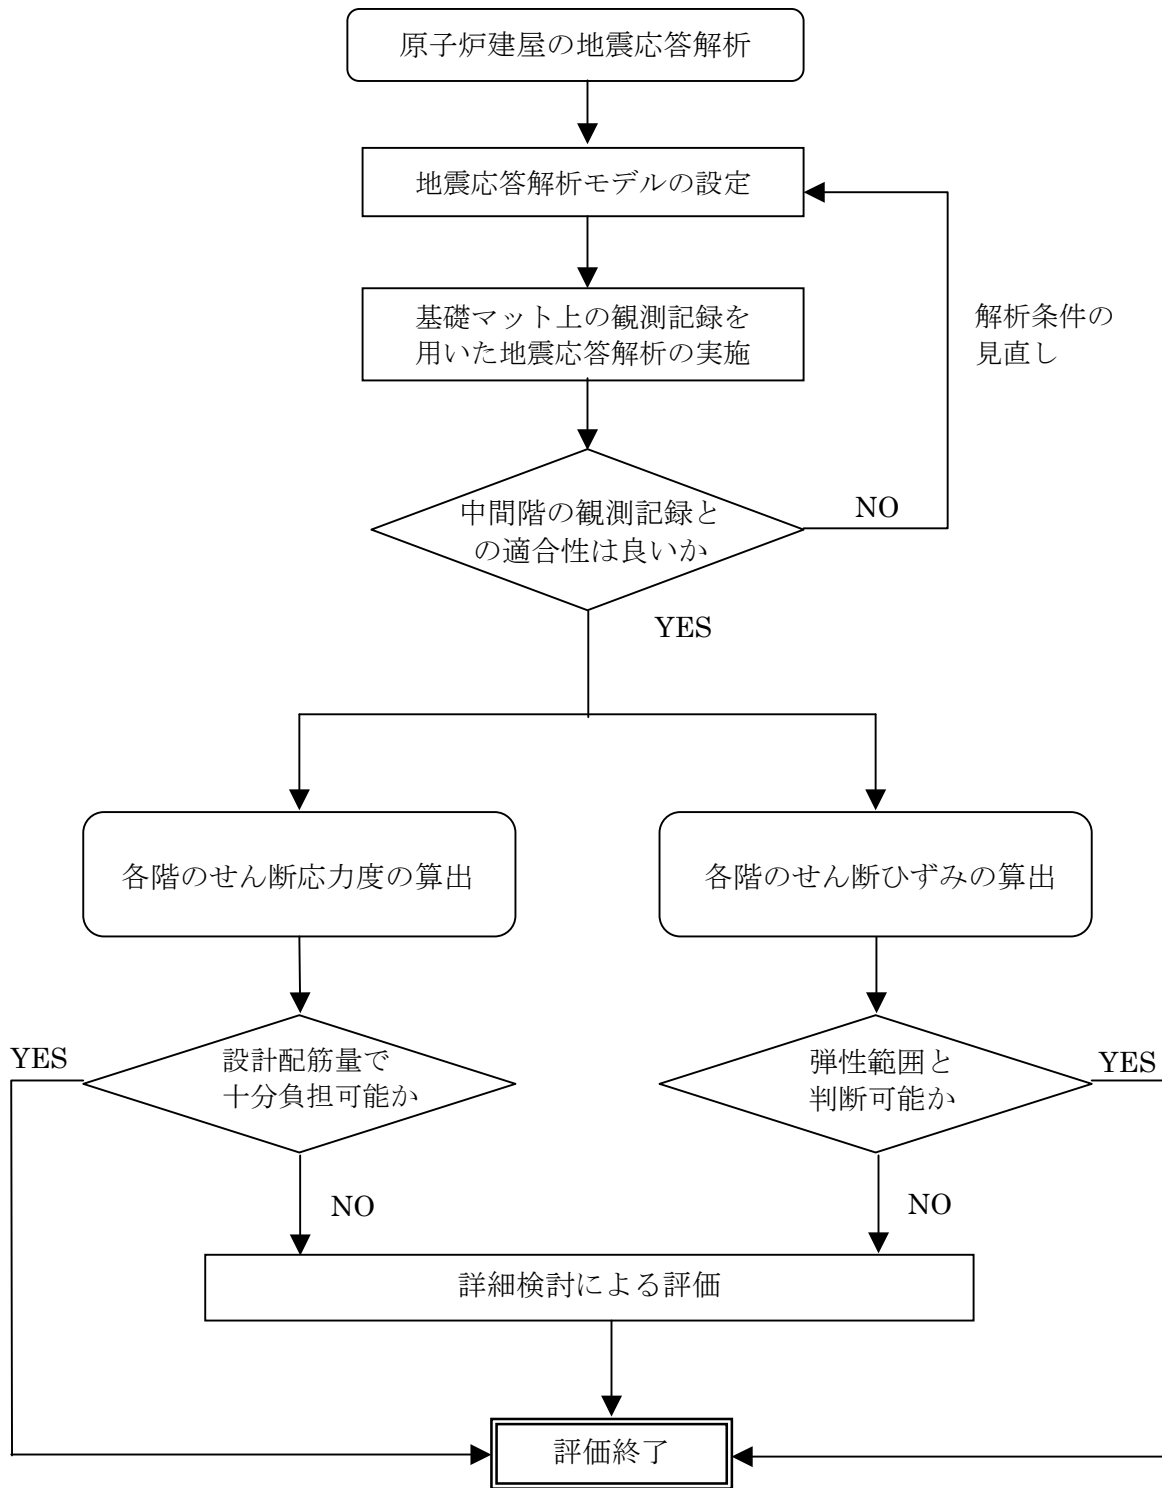 原子炉建屋の地震応答解析
地震応答解析モデルの設定
基礎マット上の観測記録を
用いた地震応答解析の実施
解析条件の
見直し
中間階の観測記録と
の適合性は良いか
NO
YES
各階のせん断応力度の算出
各階のせん断ひずみの算出
YES
設計配筋量で
十分負担可能か
弾性範囲と
判断可能か
YES
NO
NO
詳細検討による評価
評価終了